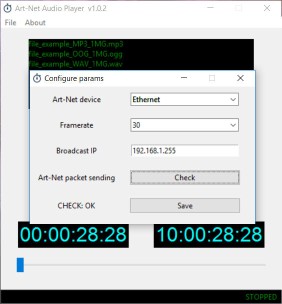 Art-Net Audio Player v1.0.2
File About
file_example_MP3_1MG.mp3
file_example_OOG_1MG.ogg
file_example_WAV_1MG.wav
Configure params
Art-Net device Ethernet
Framerate 30
Broadcast IP 192.168.1.255
Art-Net packet sending Check
CHECK: OK Save
00:00:28:28 10:00:28:28
STOPPED